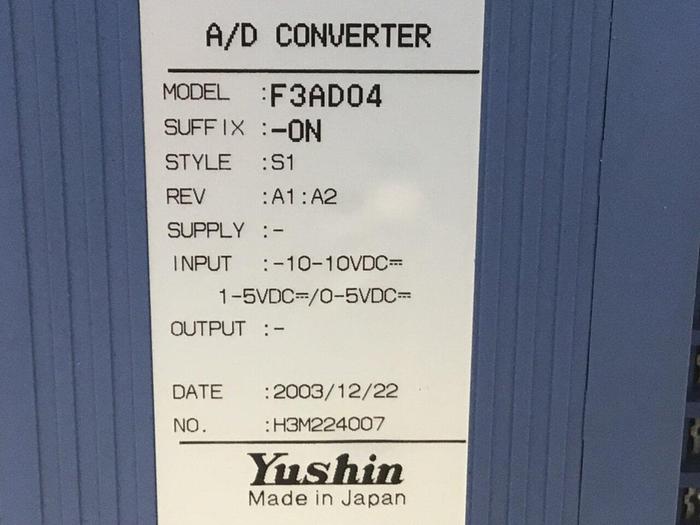 A/D CONVERTER
MODEL :F3AD04
SUFFIX :-0N
STYLE :S1
REV :A1:A2
SUPPLY :-
INPUT :-10-10VDC⎓
1-5VDC⎓/0-5VDC⎓
OUTPUT :-
DATE :2003/12/22
NO. :H3M224007
Yushin
Made in Japan